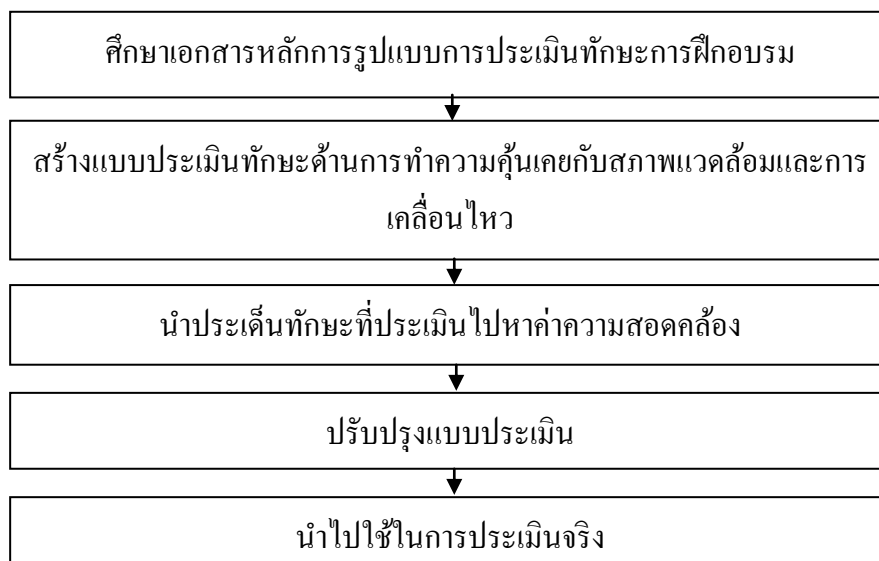 ศึกษาเอกสารหลักการรูปแบบการประเมินทักษะการฝึกอบรม
สร้างแบบประเมินทักษะด้านการทำความคุ้นเคยกับสภาพแวดล้อมและการ
เคลื่อนไหว
นำประเด็นทักษะที่ประเมินไปหาค่าความสอดคล้อง
ปรับปรุงแบบประเมิน
นำไปใช้ในการประเมินจริง